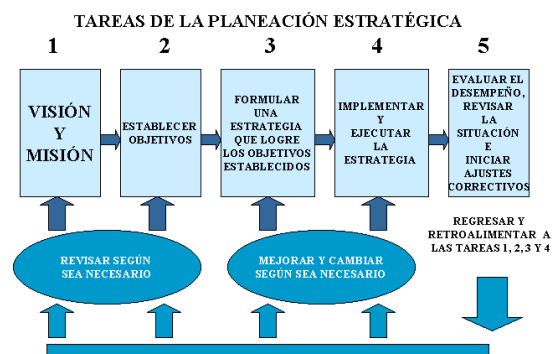 TAREAS DE LA PLANEACIÓN ESTRATÉGICA
1
2
3
4
5
VISIÓN
Y
MISIÓN
ESTABLECER
OBJETIVOS
FORMULAR
UNA
ESTRATEGIA
QUE LOGRE
LOS OBJETIVOS
ESTABLECIDOS
IMPLEMENTAR
Y
EJECUTAR
LA
ESTRATEGIA
EVALUAR EL
DESEMPEÑO,
REVISAR
LA
SITUACIÓN
E
INICIAR
AJUSTES
CORRECTIVOS
REVISAR SEGÚN
SEA NECESARIO
MEJORAR Y CAMBIAR
SEGÚN SEA NECESARIO
REGRESAR Y
RETROALIMENTAR A
LAS TAREAS 1, 2, 3 Y 4